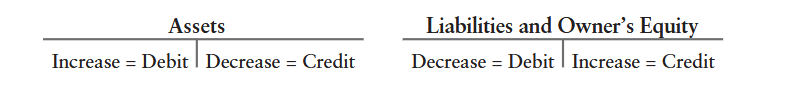 Assets
Increase = Debit Decrease = Credit
Liabilities and Owner’s Equity
Decrease = Debit Increase = Credit